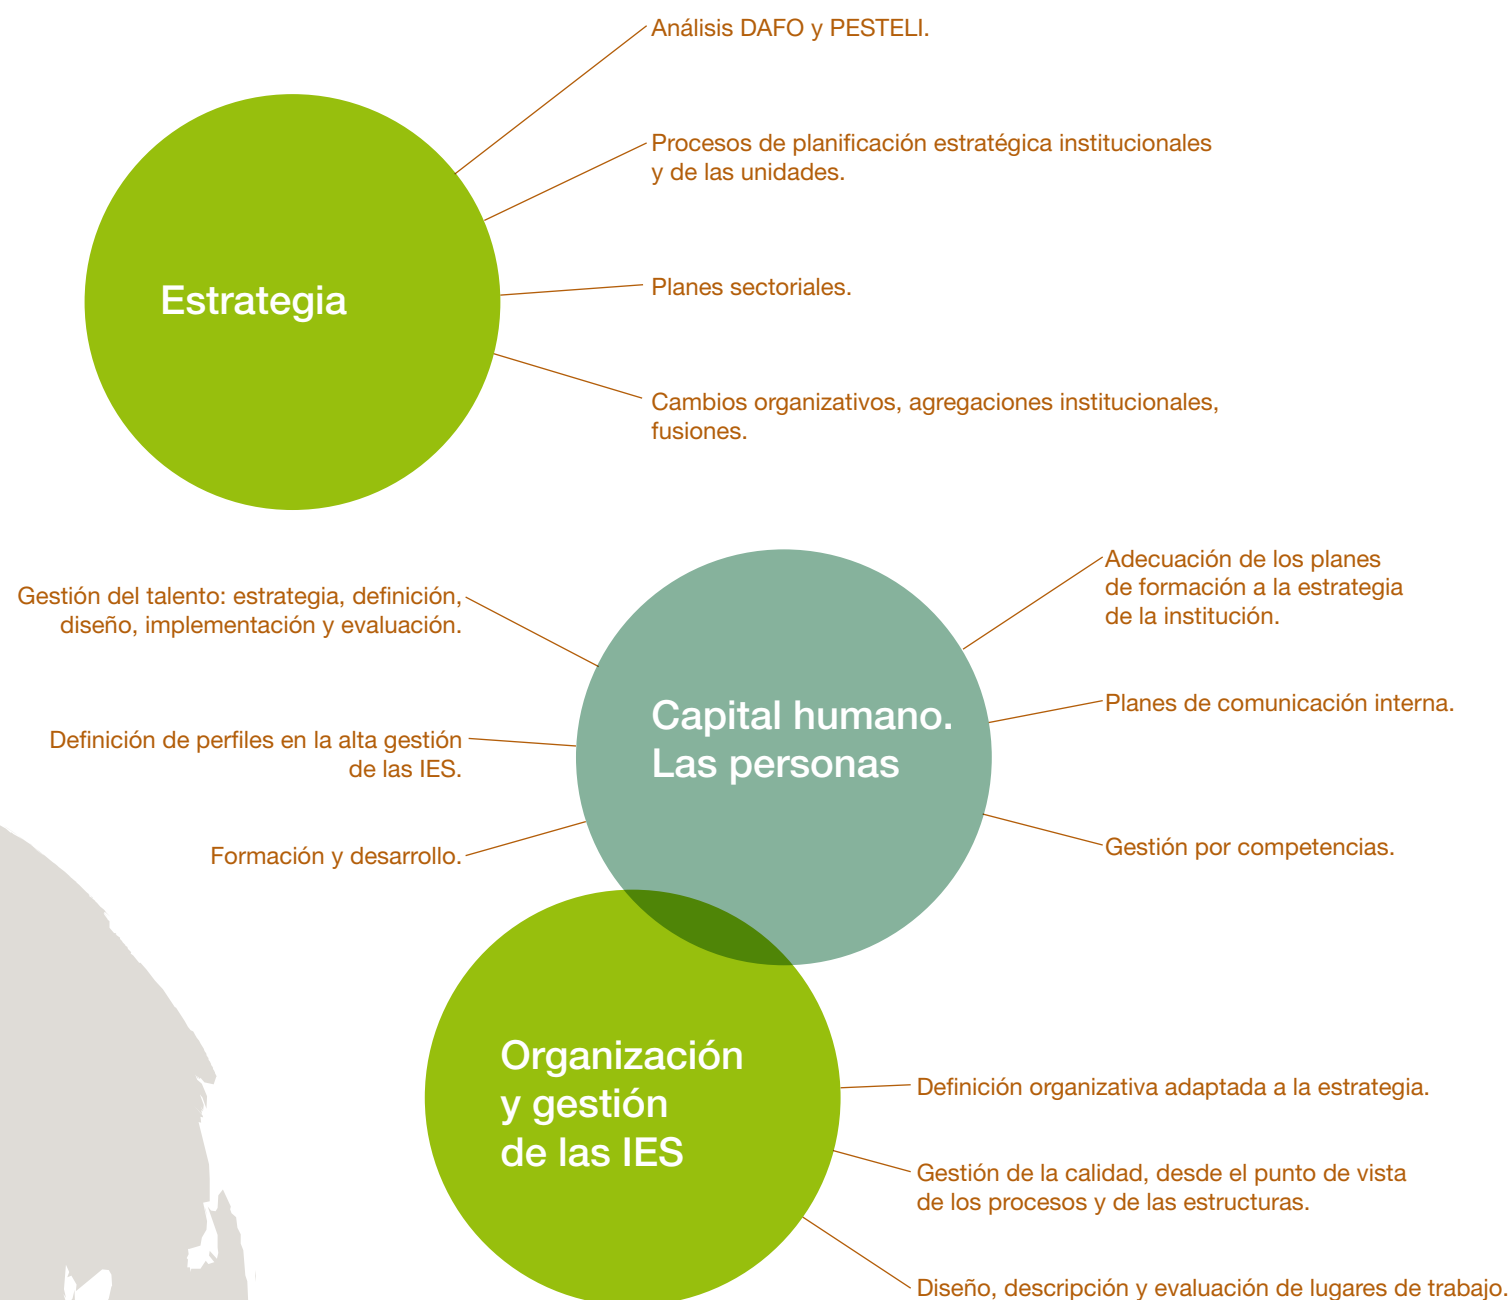 Análisis DAFO y PESTELI.
Procesos de planificación estratégica institucionales
y de las unidades.
Estrategia
Planes sectoriales.
Cambios organizativos, agregaciones institucionales,
fusiones.
Gestión del talento: estrategia, definición,
diseño, implementación y evaluación.
Definición de perfiles en la alta gestión
de las IES.
Formación y desarrollo.
Capital humano.
Las personas
Adecuación de los planes
de formación a la estrategia
de la institución.
Planes de comunicación interna.
Gestión por competencias.
Organización
y gestión
de las IES
Definición organizativa adaptada a la estrategia.
Gestión de la calidad, desde el punto de vista
de los procesos y de las estructuras.
Diseño, descripción y evaluación de lugares de trabajo.